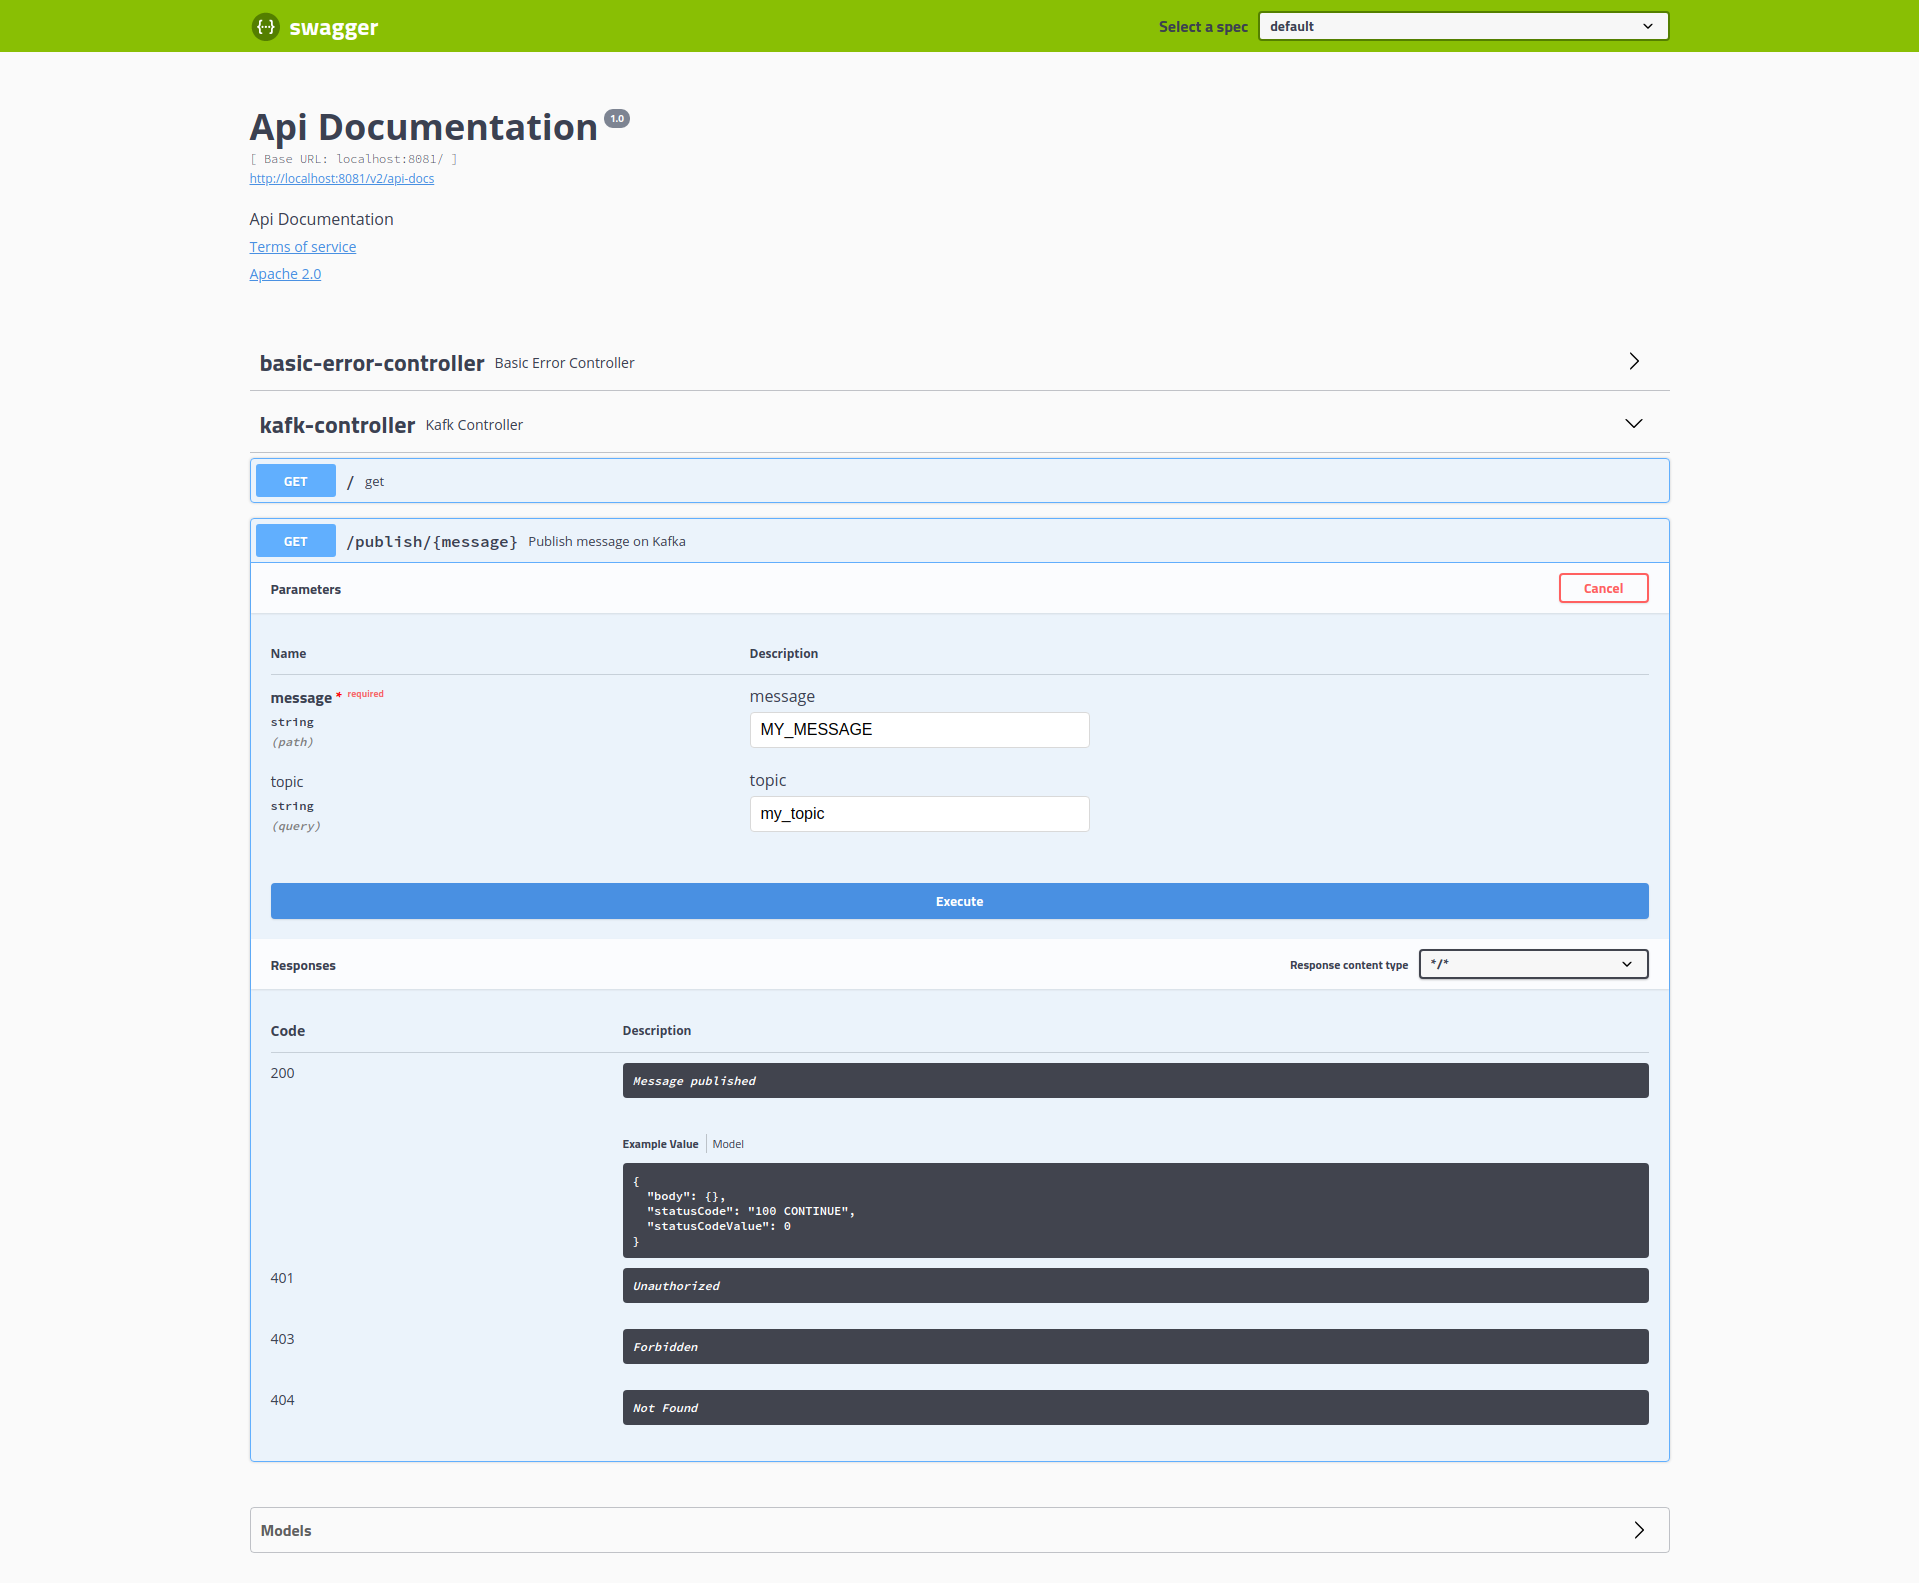 swagger
Select a spec default
Api Documentation 1.0
[ Base URL: localhost:8081/ ]
http://localhost:8081/v2/api-docs
Api Documentation
Terms of service
Apache 2.0
basic-error-controller Basic Error Controller
kafk-controller Kafk Controller
GET / get
GET /publish/{message} Publish message on Kafka
Parameters Cancel
Name Description
message * required
string
(path)
message
MY_MESSAGE
topic
string
(query)
topic
my_topic
Execute
Responses Response content type */*
Code Description
200 Message published
Example Value Model
{
"body": {},
"statusCode": "100 CONTINUE",
"statusCodeValue": 0
}
401 Unauthorized
403 Forbidden
404 Not Found
Models